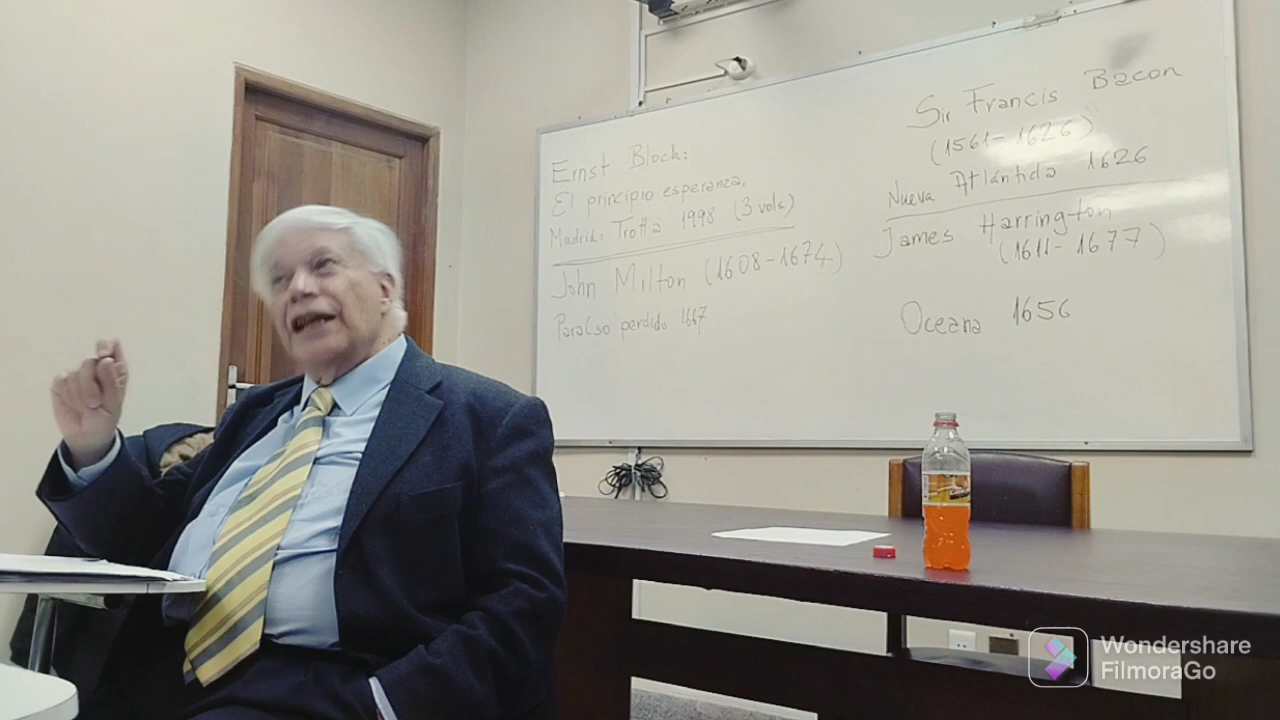 Ernst Bloch:
El principio esperanza.
Madrid: Trotta 1998 (3 vols.)
John Milton (1608-1674)
Paraíso perdido 1667
Sir Francis Bacon
(1561-1626)
Nueva Atlántida 1626
James Harrington
(1611-1677)
Oceana 1656
Wondershare
FilmoraGo